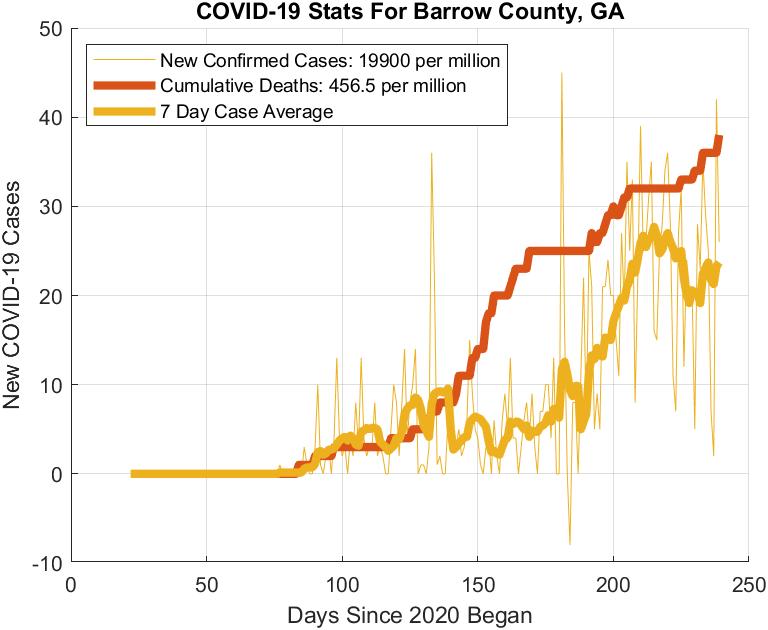 COVID-19 Stats For Barrow County, GA
New Confirmed Cases: 19900 per million
Cumulative Deaths: 456.5 per million
7 Day Case Average
New COVID-19 Cases
50
40
30
20
10
0
-10
0 50 100 150 200 250
Days Since 2020 Began